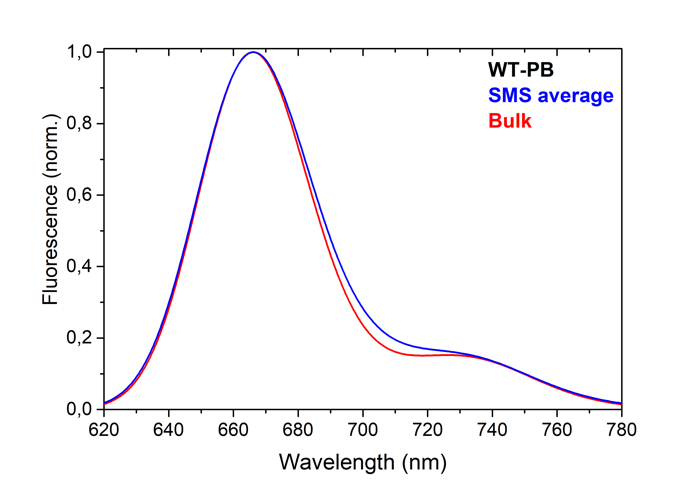 WT-PB
SMS average
Bulk
1,0
0,8
0,6
0,4
0,2
0,0
Fluorescence (norm.)
620 640 660 680 700 720 740 760 780
Wavelength (nm)